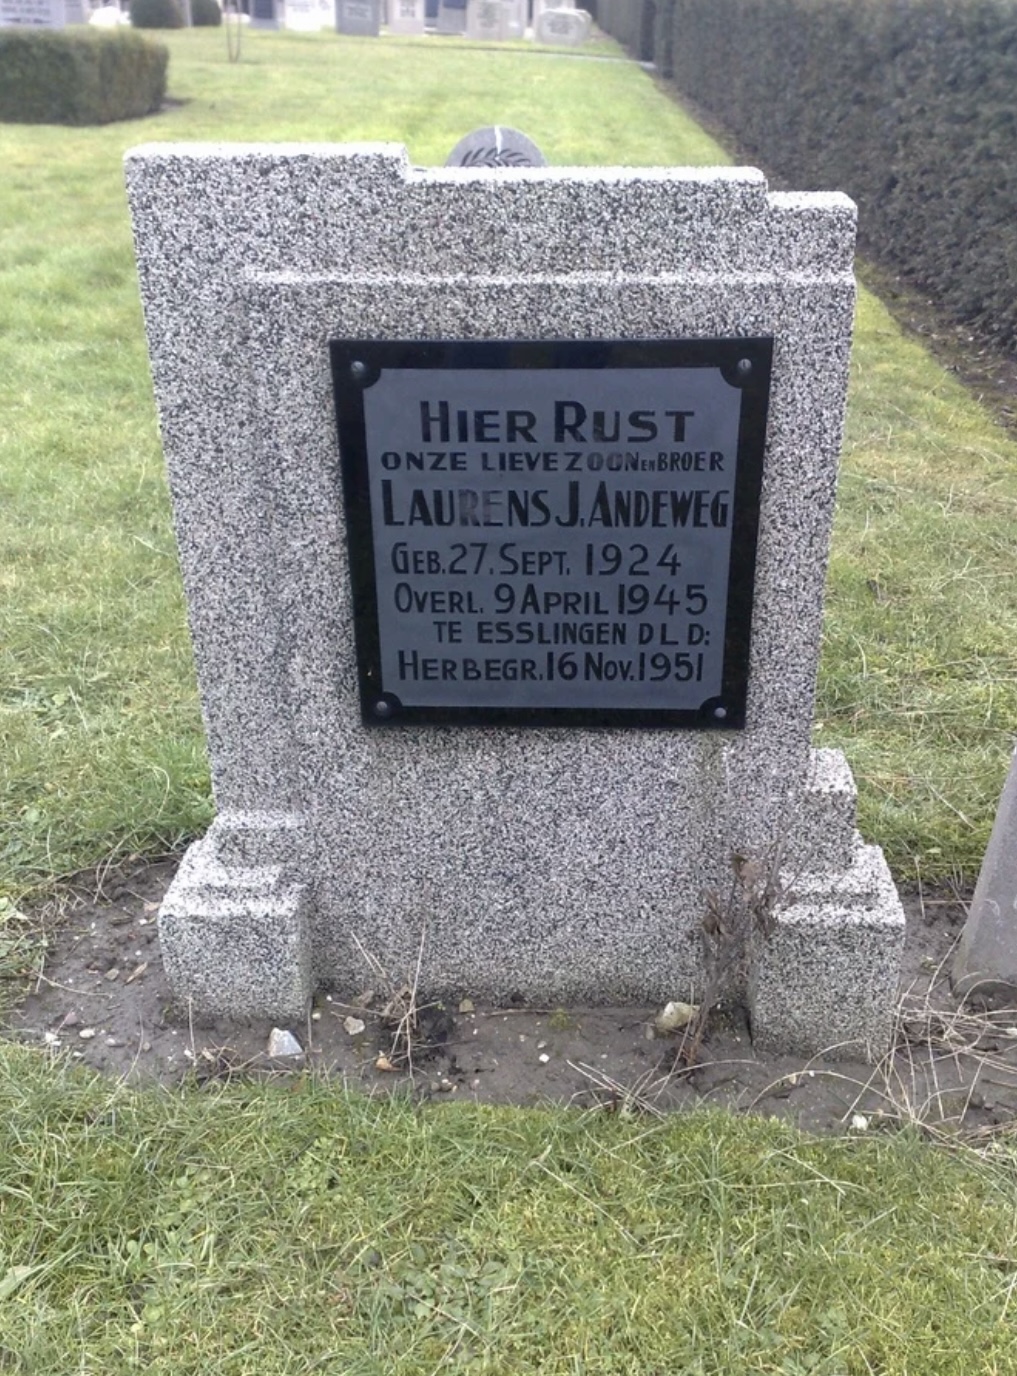 HIER RUST
ONZE LIEVE ZOON EN BROER
LAURENS J. ANDEWEG
GEB. 27. SEPT. 1924
OVERL. 9 APRIL 1945
TE ESSLINGEN D L D:
HERBEGR. 16 NOV. 1951